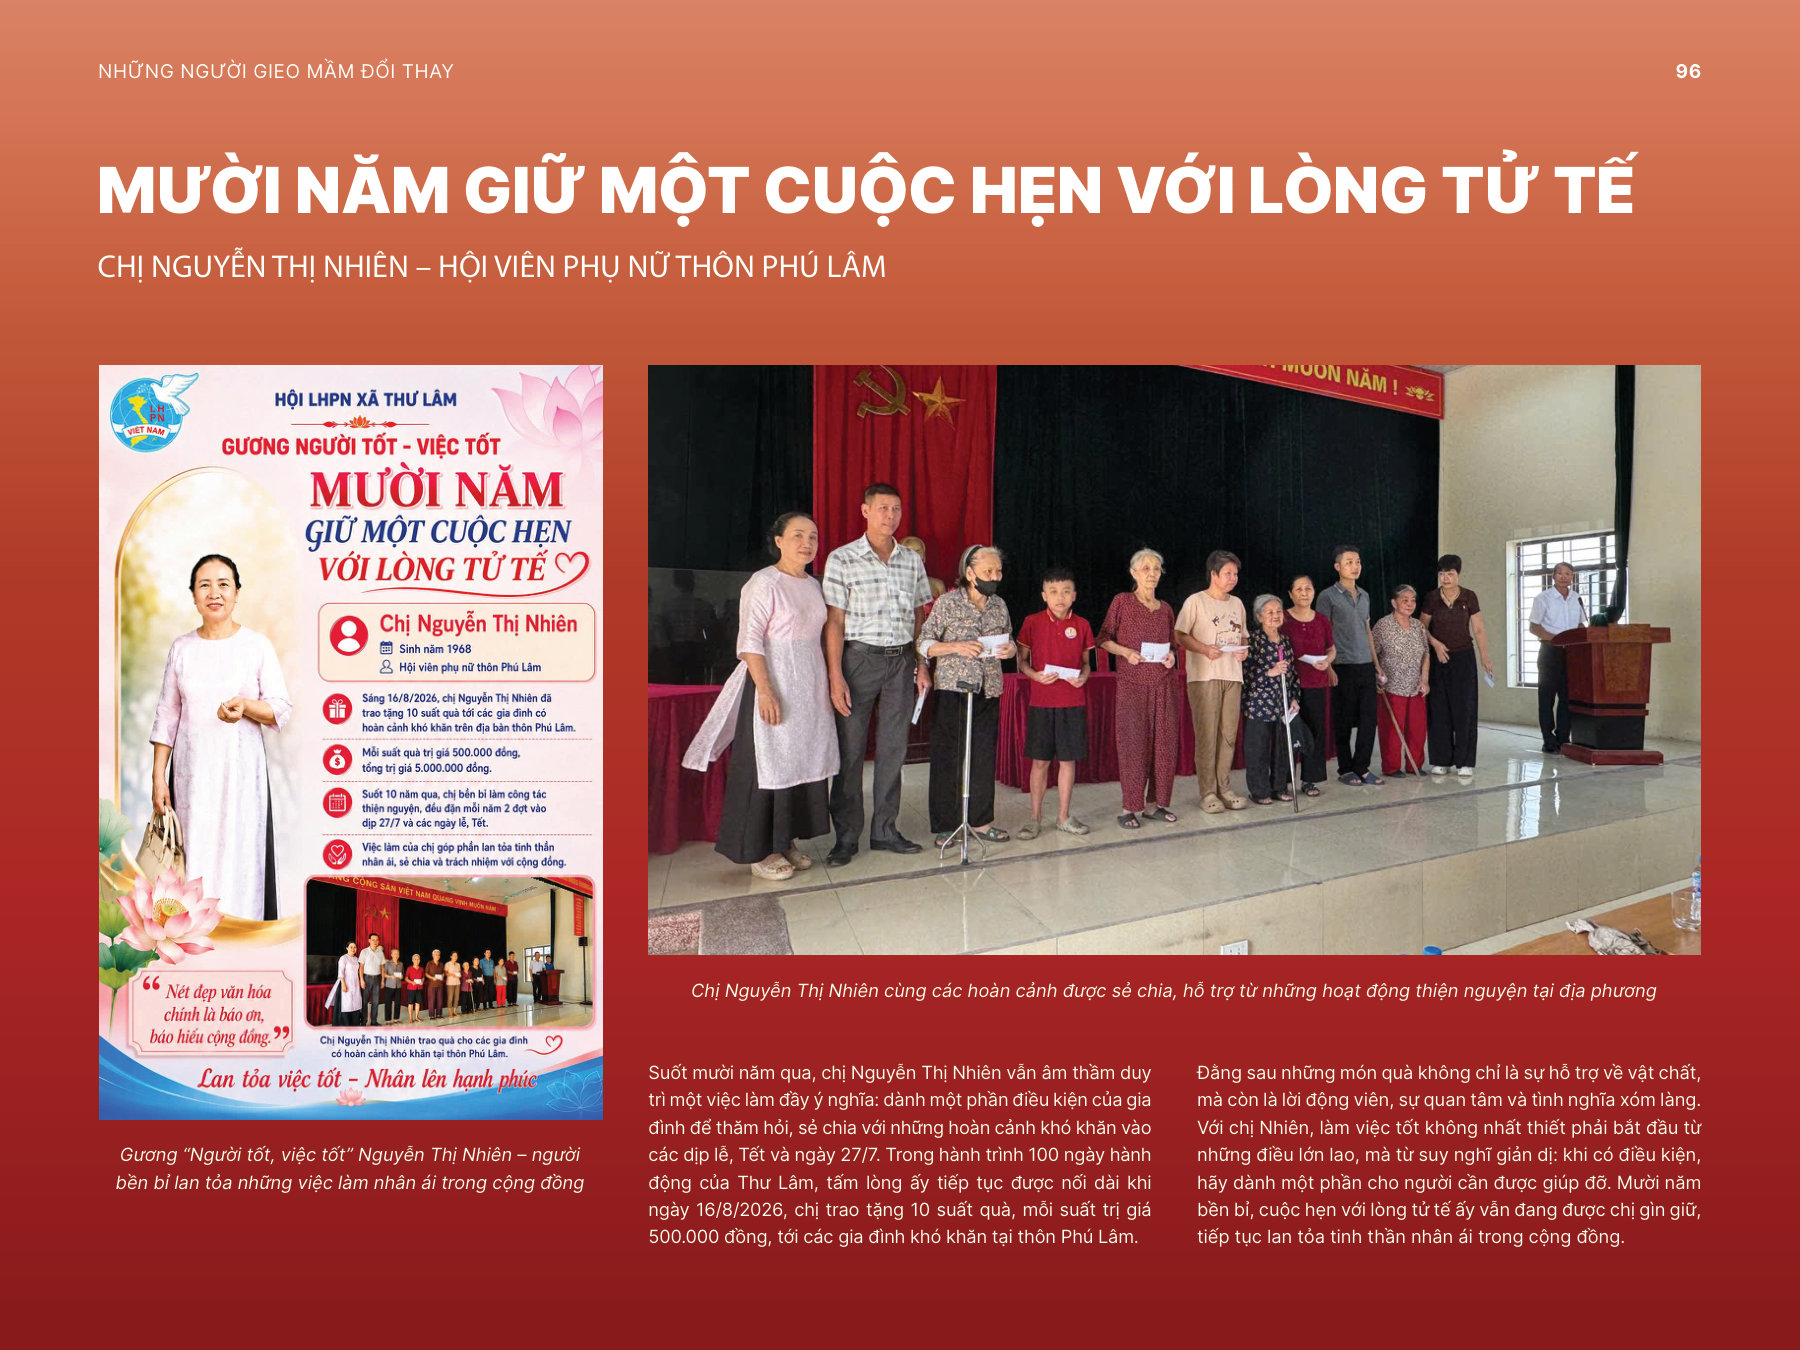 NHỮNG NGƯỜI GIEO MẦM ĐỔI THAY
96
MƯỜI NĂM GIỮ MỘT CUỘC HẸN VỚI LÒNG TỬ TẾ
CHỊ NGUYỄN THỊ NHIÊN – HỘI VIÊN PHỤ NỮ THÔN PHÚ LÂM
LH
PN
VIỆT NAM
HỘI LHPN XÃ THƯ LÂM
GƯƠNG NGƯỜI TỐT - VIỆC TỐT
MƯỜI NĂM
GIỮ MỘT CUỘC HẸN
VỚI LÒNG TỬ TẾ
Chị Nguyễn Thị Nhiên
Sinh năm 1968
Hội viên phụ nữ thôn Phú Lâm
Sáng 16/8/2026, chị Nguyễn Thị Nhiên đã
trao tặng 10 suất quà tới các gia đình có
hoàn cảnh khó khăn trên địa bàn thôn Phú Lâm.
Mỗi suất quà trị giá 500.000 đồng,
tổng trị giá 5.000.000 đồng.
Suốt 10 năm qua, chị bền bỉ làm công tác
thiện nguyện, đều đặn mỗi năm 2 đợt vào
dịp 27/7 và các ngày lễ, Tết.
Việc làm của chị góp phần lan tỏa tinh thần
nhân ái, sẻ chia và trách nhiệm với cộng đồng.
ĐẢNG CỘNG SẢN VIỆT NAM QUANG VINH MUÔN NĂM
“Nét đẹp văn hóa
chính là báo ơn,
báo hiếu cộng đồng.”
Chị Nguyễn Thị Nhiên trao quà cho các gia đình
có hoàn cảnh khó khăn tại thôn Phú Lâm.
Lan tỏa việc tốt – Nhân lên hạnh phúc
Gương “Người tốt, việc tốt” Nguyễn Thị Nhiên – người
bền bỉ lan tỏa những việc làm nhân ái trong cộng đồng
MUÔN NĂM !
Chị Nguyễn Thị Nhiên cùng các hoàn cảnh được sẻ chia, hỗ trợ từ những hoạt động thiện nguyện tại địa phương
Suốt mười năm qua, chị Nguyễn Thị Nhiên vẫn âm thầm duy
trì một việc làm đầy ý nghĩa: dành một phần điều kiện của gia
đình để thăm hỏi, sẻ chia với những hoàn cảnh khó khăn vào
các dịp lễ, Tết và ngày 27/7. Trong hành trình 100 ngày hành
động của Thư Lâm, tấm lòng ấy tiếp tục được nối dài khi
ngày 16/8/2026, chị trao tặng 10 suất quà, mỗi suất trị giá
500.000 đồng, tới các gia đình khó khăn tại thôn Phú Lâm.
Đằng sau những món quà không chỉ là sự hỗ trợ về vật chất,
mà còn là lời động viên, sự quan tâm và tình nghĩa xóm làng.
Với chị Nhiên, làm việc tốt không nhất thiết phải bắt đầu từ
những điều lớn lao, mà từ suy nghĩ giản dị: khi có điều kiện,
hãy dành một phần cho người cần được giúp đỡ. Mười năm
bền bỉ, cuộc hẹn với lòng tử tế ấy vẫn đang được chị gìn giữ,
tiếp tục lan tỏa tinh thần nhân ái trong cộng đồng.